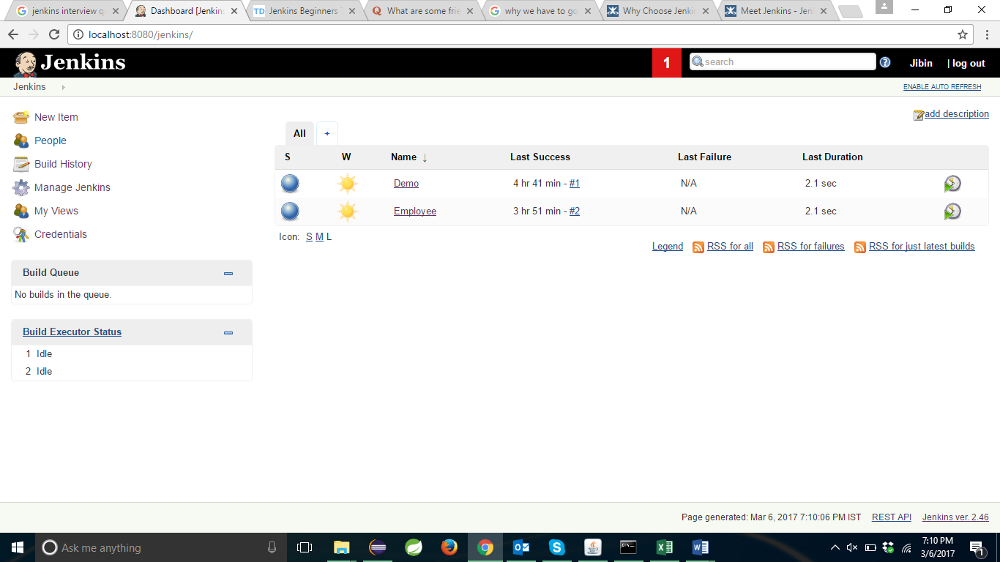 jenkins interview q
Dashboard [Jenkins
TD Jenkins Beginners T
Q What are some frie
why we have to go
Why Choose Jenki
Meet Jenkins - Jen
localhost:8080/jenkins/
Jenkins
1
search
?
Jibin
| log out
Jenkins
ENABLE AUTO REFRESH
New Item
People
Build History
Manage Jenkins
My Views
Credentials
add description
All +
S W Name ↓ Last Success Last Failure Last Duration
Demo 4 hr 41 min - #1 N/A 2.1 sec
Employee 3 hr 51 min - #2 N/A 2.1 sec
Icon: S M L
Legend RSS for all RSS for failures RSS for just latest builds
Build Queue
No builds in the queue.
Build Executor Status
1 Idle
2 Idle
Page generated: Mar 6, 2017 7:10:06 PM IST REST API Jenkins ver. 2.46
Ask me anything
7:10 PM
3/6/2017
1